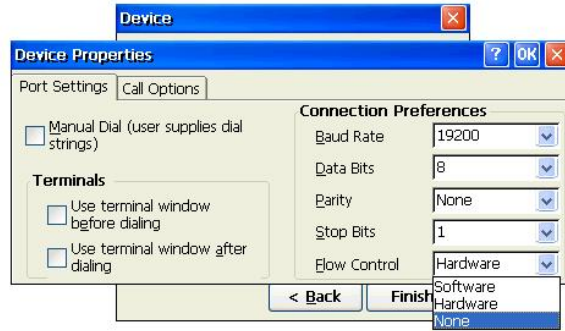 Device
Device Properties
? OK
Port Settings
Call Options
Manual Dial (user supplies dial
strings)
Terminals
Use terminal window
before dialing
Use terminal window after
dialing
Connection Preferences
Baud Rate
19200
Data Bits
8
Parity
None
Stop Bits
1
Flow Control
Hardware
Software
Hardware
None
< Back
Finish